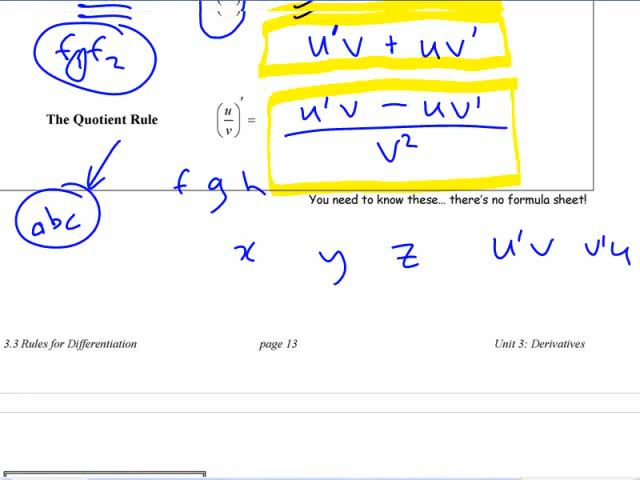 u'v + uv'
The Quotient Rule (u/v)' = (u'v - uv')/v²
f g h
You need to know these... there's no formula sheet!
abc
x y z u'v v'u
3.3 Rules for Differentiation page 13 Unit 3: Derivatives